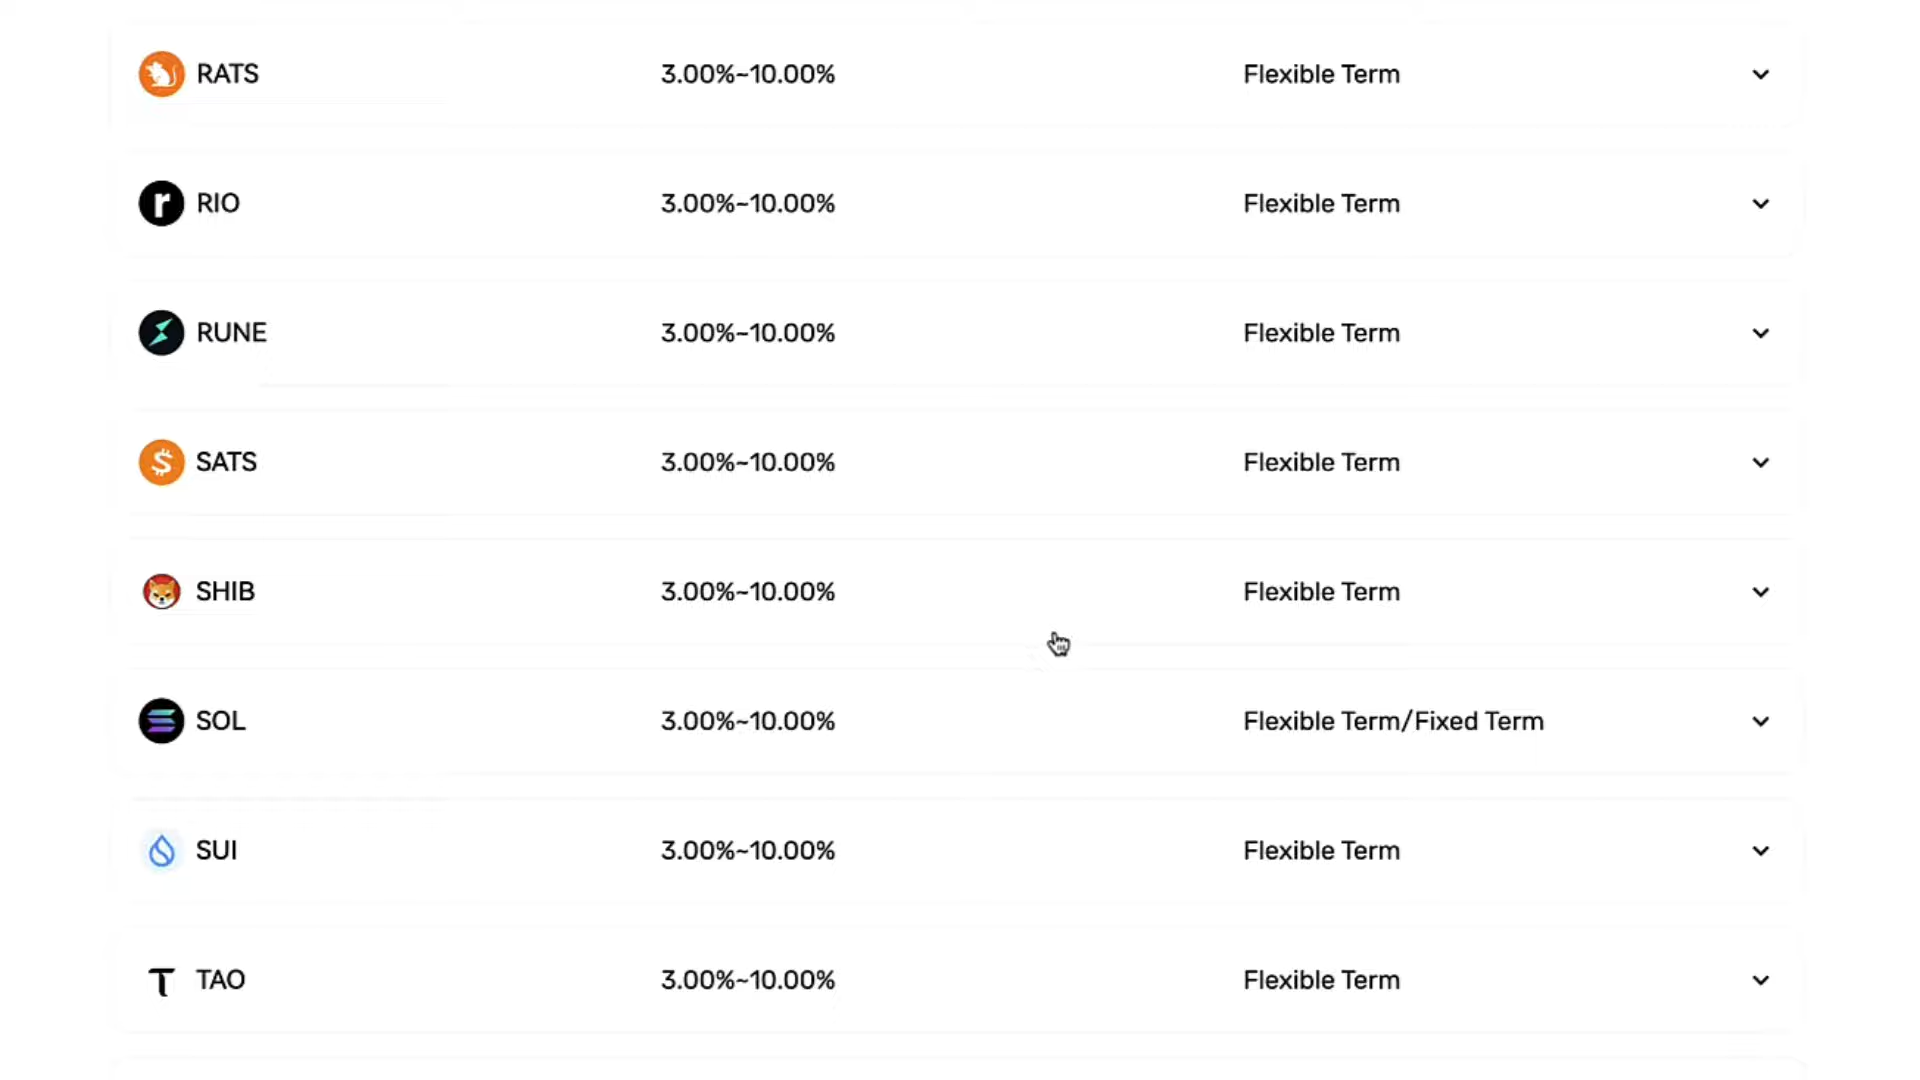 RATS 3.00%~10.00% Flexible Term
RIO 3.00%~10.00% Flexible Term
RUNE 3.00%~10.00% Flexible Term
SATS 3.00%~10.00% Flexible Term
SHIB 3.00%~10.00% Flexible Term
SOL 3.00%~10.00% Flexible Term/Fixed Term
SUI 3.00%~10.00% Flexible Term
TAO 3.00%~10.00% Flexible Term